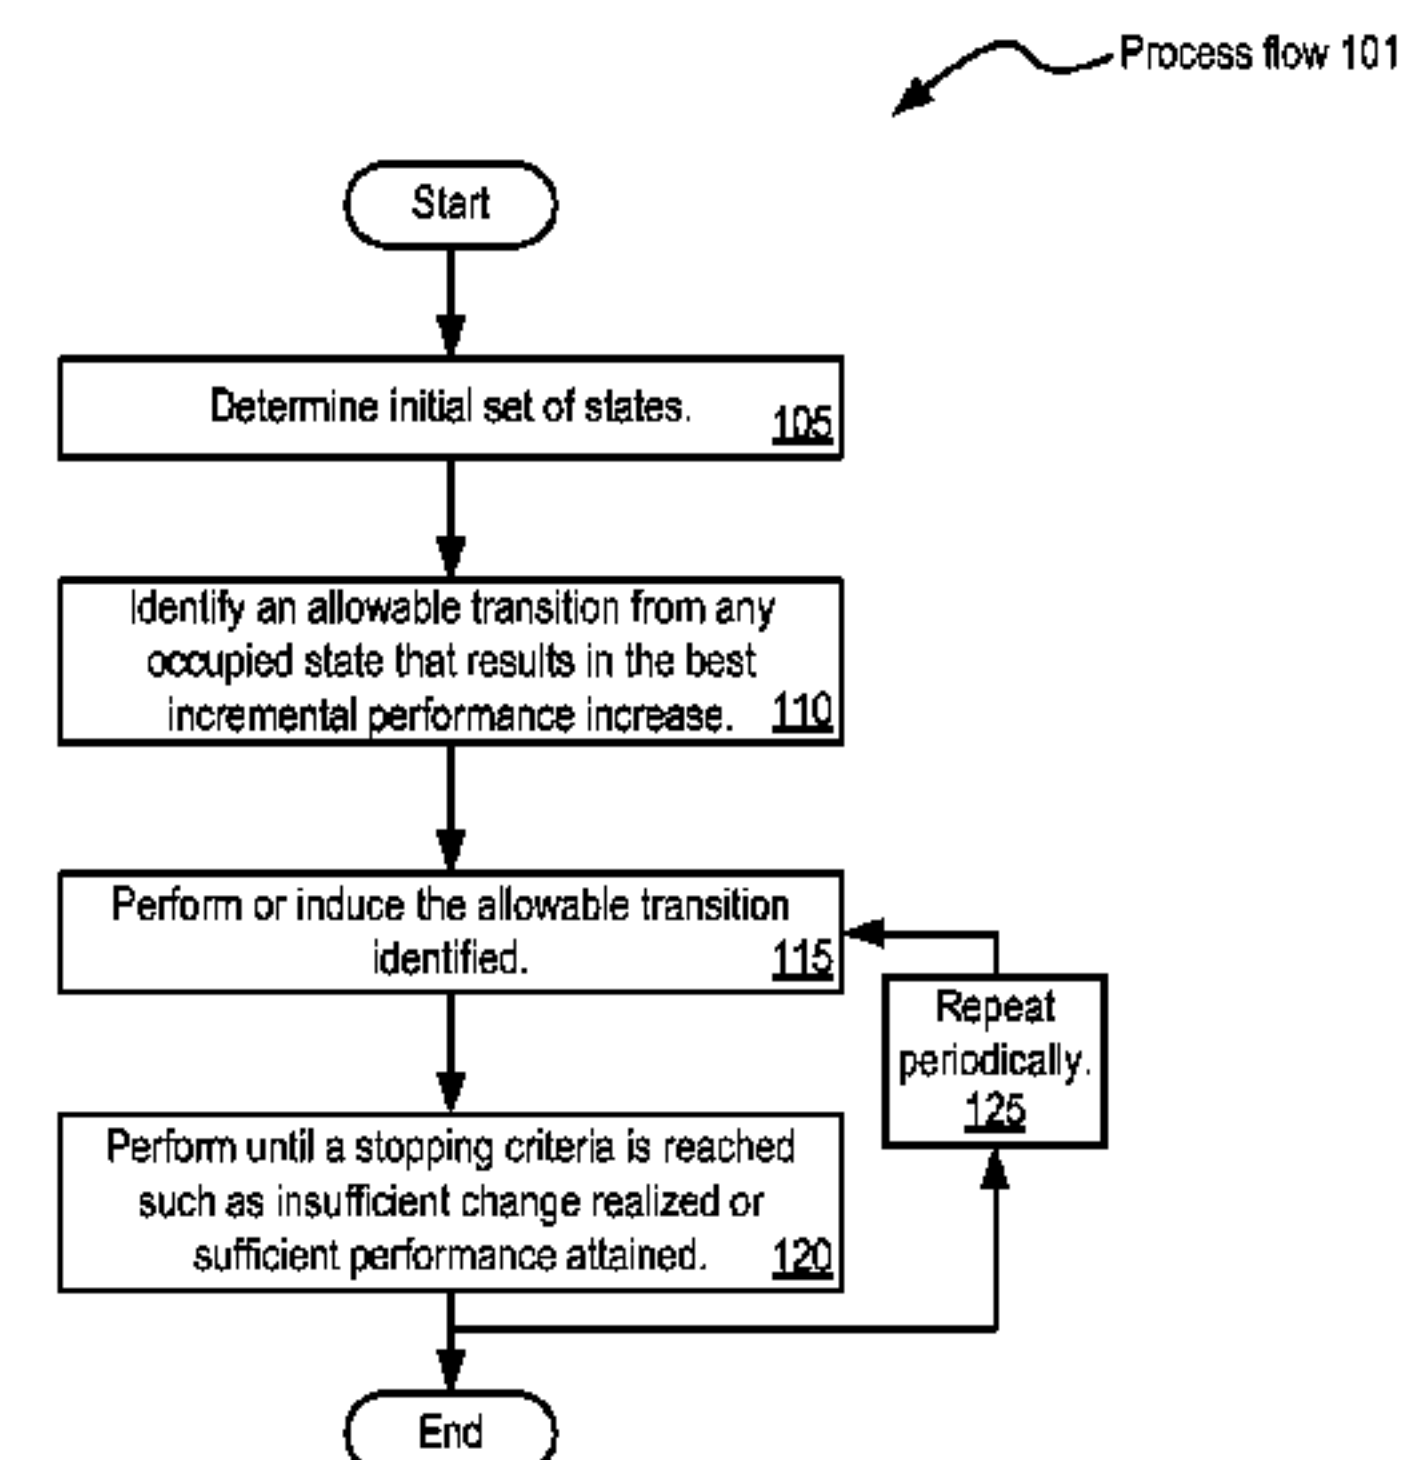 Process flow 101
Start
Determine initial set of states.
105
Identify an allowable transition from any
occupied state that results in the best
incremental performance increase. 110
Perform or induce the allowable transition
identified. 115
Repeat
periodically.
125
Perform until a stopping criteria is reached
such as insufficient change realized or
sufficient performance attained. 120
End